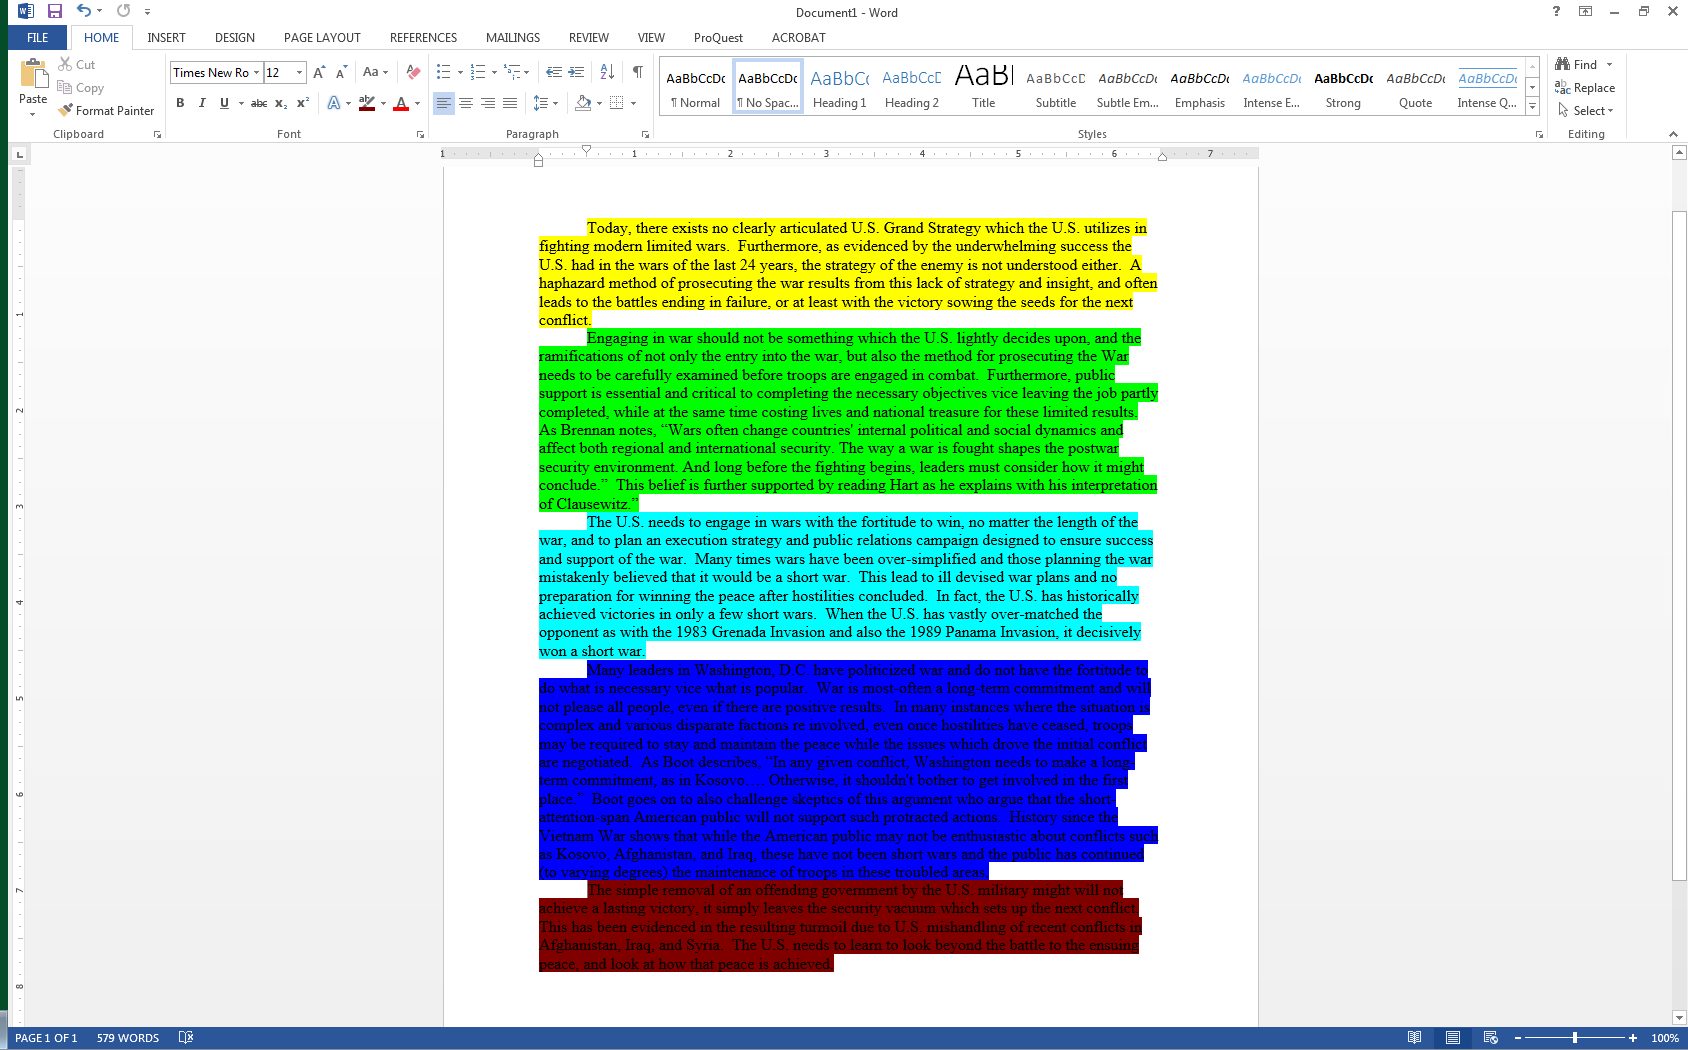 Document1 - Word
FILE HOME INSERT DESIGN PAGE LAYOUT REFERENCES MAILINGS REVIEW VIEW ProQuest ACROBAT
Paste
Cut
Copy
Format Painter
Clipboard
Times New Ro 12
Font
Paragraph
AaBbCcDc AaBbCcDc AaBbC( AaBbCcD AaBl AaBbCcD AaBbCcDc AaBbCcDc AaBbCcDc AaBbCcDc AaBbCcDc AaBbCcDc
¶ Normal ¶ No Spac... Heading 1 Heading 2 Title Subtitle Subtle Em... Emphasis Intense E... Strong Quote Intense Q...
Styles
Find
Replace
Select
Editing
1 1 2 3 4 5 6 7
Today, there exists no clearly articulated U.S. Grand Strategy which the U.S. utilizes in
fighting modern limited wars.  Furthermore, as evidenced by the underwhelming success the
U.S. had in the wars of the last 24 years, the strategy of the enemy is not understood either.  A
haphazard method of prosecuting the war results from this lack of strategy and insight, and often
leads to the battles ending in failure, or at least with the victory sowing the seeds for the next
conflict.
Engaging in war should not be something which the U.S. lightly decides upon, and the
ramifications of not only the entry into the war, but also the method for prosecuting the War
needs to be carefully examined before troops are engaged in combat.  Furthermore, public
support is essential and critical to completing the necessary objectives vice leaving the job partly
completed, while at the same time costing lives and national treasure for these limited results.
As Brennan notes, “Wars often change countries' internal political and social dynamics and
affect both regional and international security. The way a war is fought shapes the postwar
security environment. And long before the fighting begins, leaders must consider how it might
conclude.”  This belief is further supported by reading Hart as he explains with his interpretation
of Clausewitz.”
The U.S. needs to engage in wars with the fortitude to win, no matter the length of the
war, and to plan an execution strategy and public relations campaign designed to ensure success
and support of the war.  Many times wars have been over-simplified and those planning the war
mistakenly believed that it would be a short war.  This lead to ill devised war plans and no
preparation for winning the peace after hostilities concluded.  In fact, the U.S. has historically
achieved victories in only a few short wars.  When the U.S. has vastly over-matched the
opponent as with the 1983 Grenada Invasion and also the 1989 Panama Invasion, it decisively
won a short war.
Many leaders in Washington, D.C. have politicized war and do not have the fortitude to
do what is necessary vice what is popular.  War is most-often a long-term commitment and will
not please all people, even if there are positive results.  In many instances where the situation is
complex and various disparate factions re involved, even once hostilities have ceased, troops
may be required to stay and maintain the peace while the issues which drove the initial conflict
are negotiated.  As Boot describes, “In any given conflict, Washington needs to make a long-
term commitment, as in Kosovo…. Otherwise, it shouldn't bother to get involved in the first
place.”  Boot goes on to also challenge skeptics of this argument who argue that the short-
attention-span American public will not support such protracted actions.  History since the
Vietnam War shows that while the American public may not be enthusiastic about conflicts such
as Kosovo, Afghanistan, and Iraq, these have not been short wars and the public has continued
(to varying degrees) the maintenance of troops in these troubled areas.
The simple removal of an offending government by the U.S. military might will not
achieve a lasting victory, it simply leaves the security vacuum which sets up the next conflict.
This has been evidenced in the resulting turmoil due to U.S. mishandling of recent conflicts in
Afghanistan, Iraq, and Syria.  The U.S. needs to learn to look beyond the battle to the ensuing
peace, and look at how that peace is achieved.
1
2
3
4
5
6
7
8
PAGE 1 OF 1 579 WORDS 100%